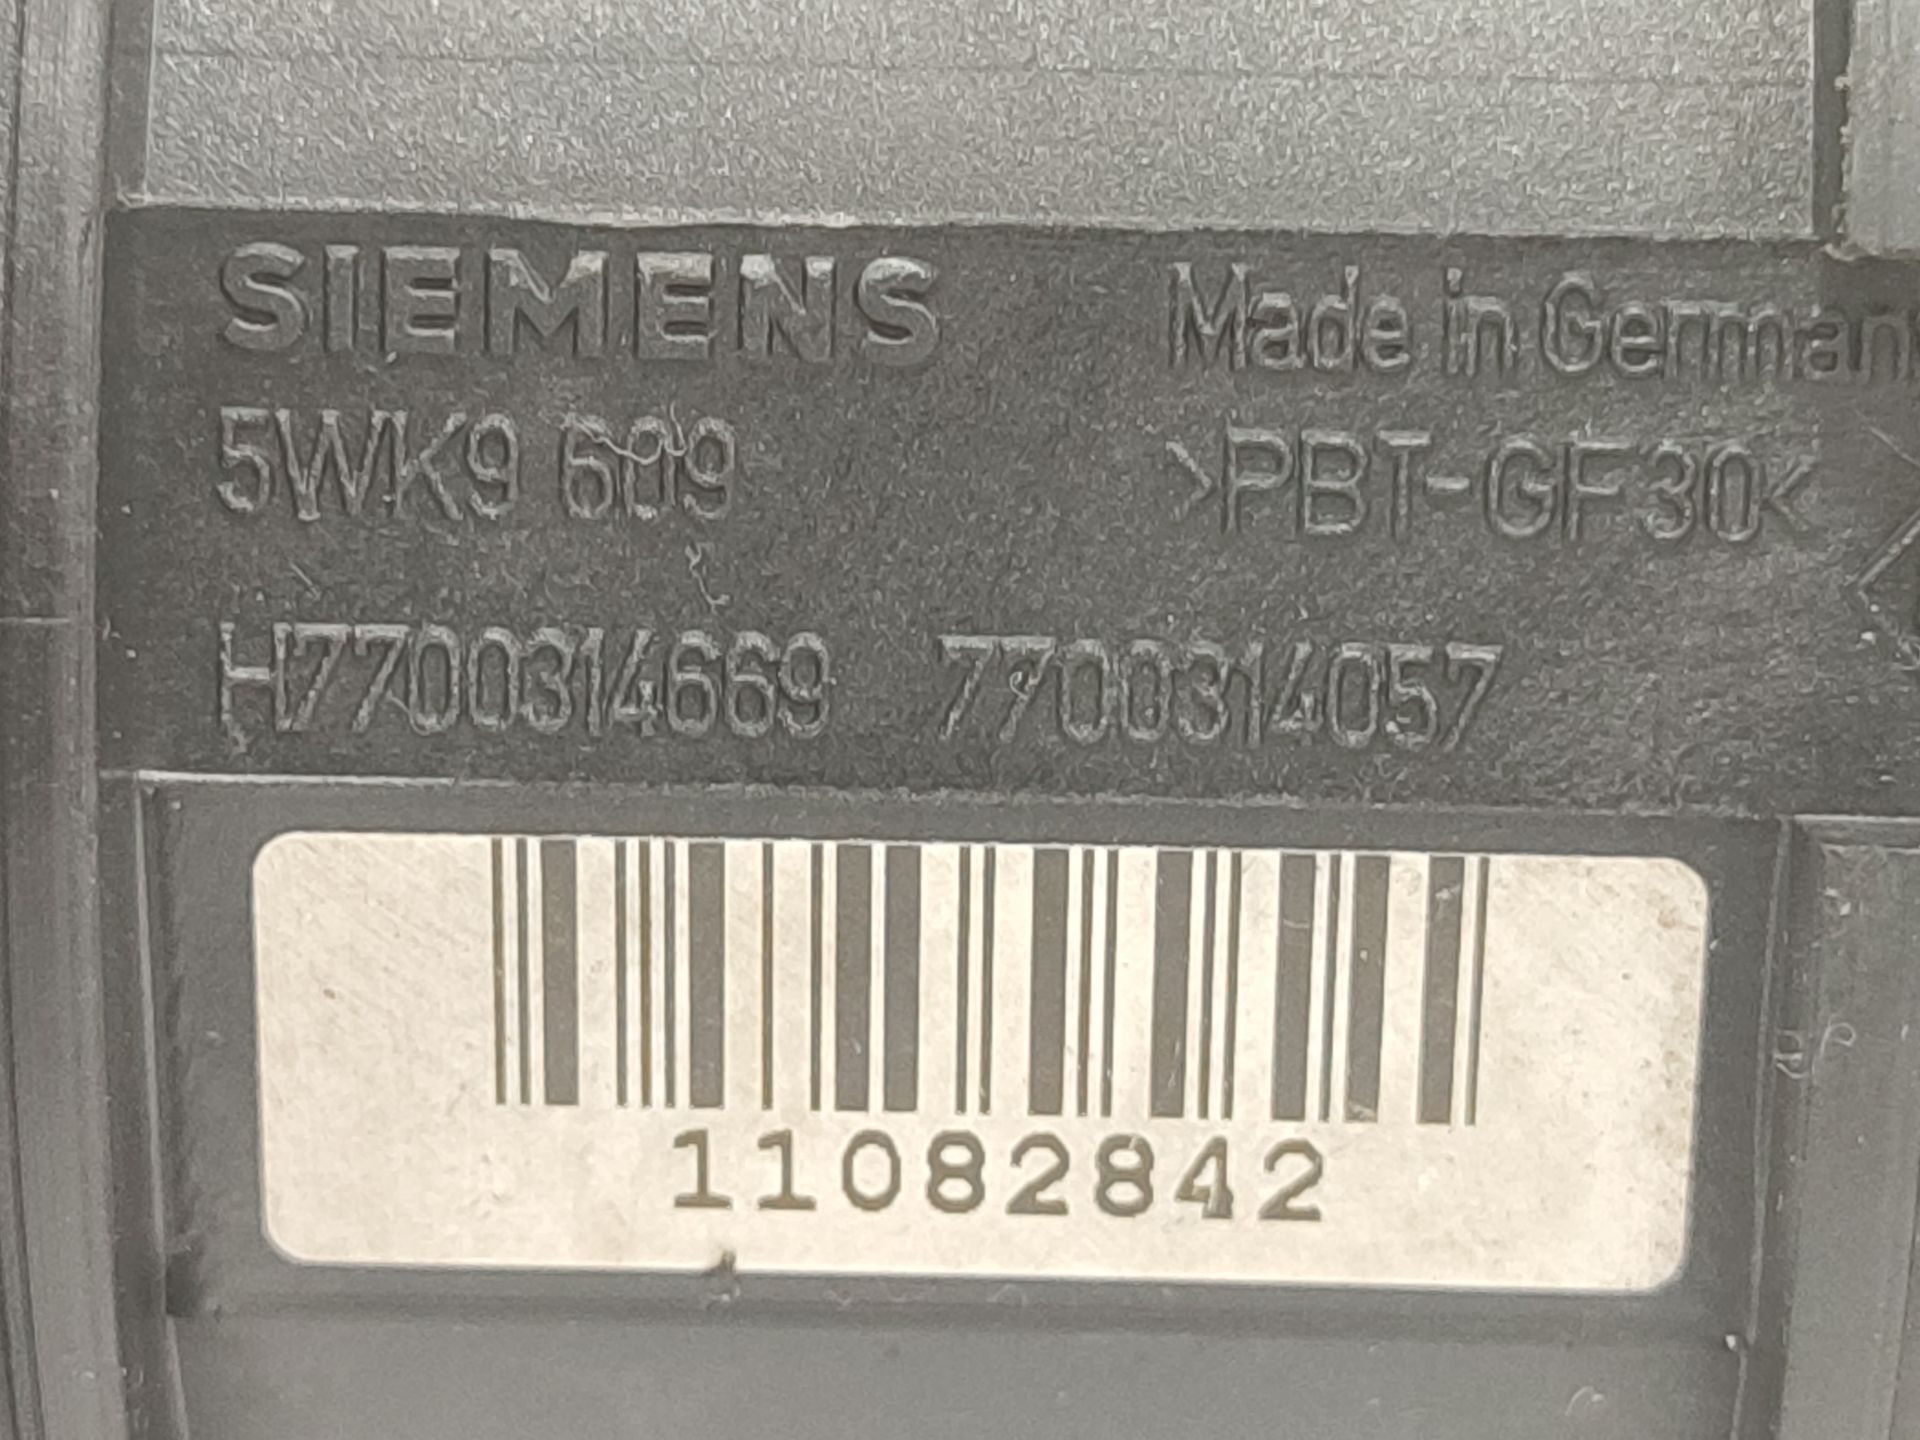 SIEMENS Made in German
5WK9 609 >PBT-GF30<
H7700314669 7700314057
11082842